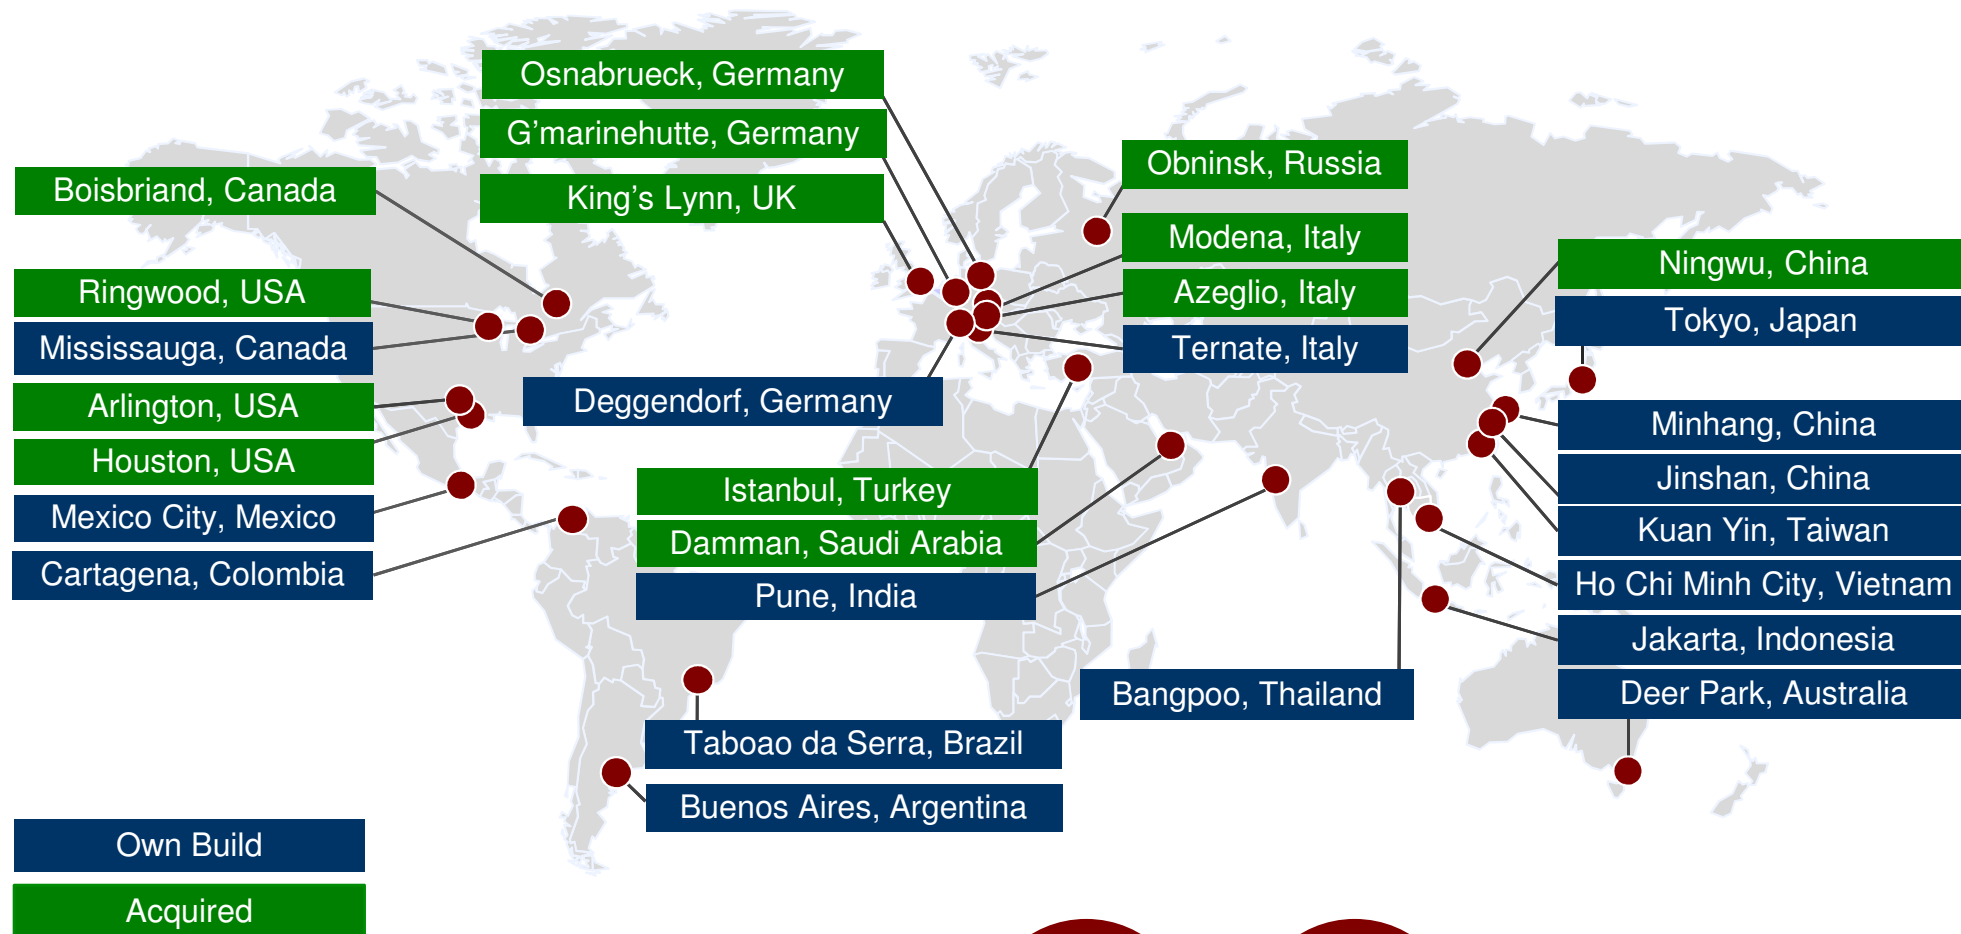 Osnabrueck, Germany
G'marinehutte, Germany
King's Lynn, UK
Boisbriand, Canada
Ringwood, USA
Mississauga, Canada
Arlington, USA
Houston, USA
Mexico City, Mexico
Cartagena, Colombia
Deggendorf, Germany
Obninsk, Russia
Modena, Italy
Azeglio, Italy
Ternate, Italy
Istanbul, Turkey
Damman, Saudi Arabia
Pune, India
Ningwu, China
Tokyo, Japan
Minhang, China
Jinshan, China
Kuan Yin, Taiwan
Ho Chi Minh City, Vietnam
Jakarta, Indonesia
Deer Park, Australia
Bangpoo, Thailand
Taboao da Serra, Brazil
Buenos Aires, Argentina
Own Build
Acquired